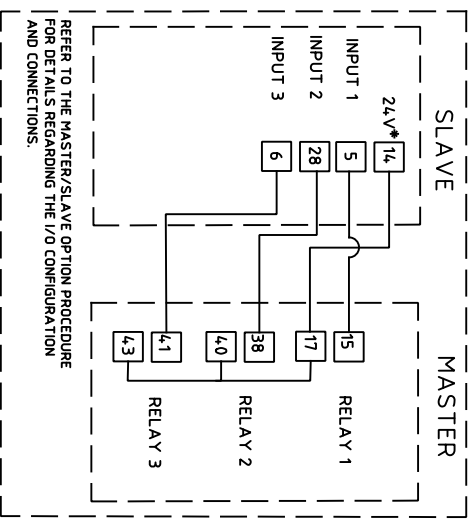 SLAVE
MASTER
24V*
INPUT 1
INPUT 2
INPUT 3
14
5
28
6
15
17
38
40
41
43
RELAY 1
RELAY 2
RELAY 3
REFER TO THE MASTER/SLAVE OPTION PROCEDURE
FOR DETAILS REGARDING THE I/O CONFIGURATION
AND CONNECTIONS.